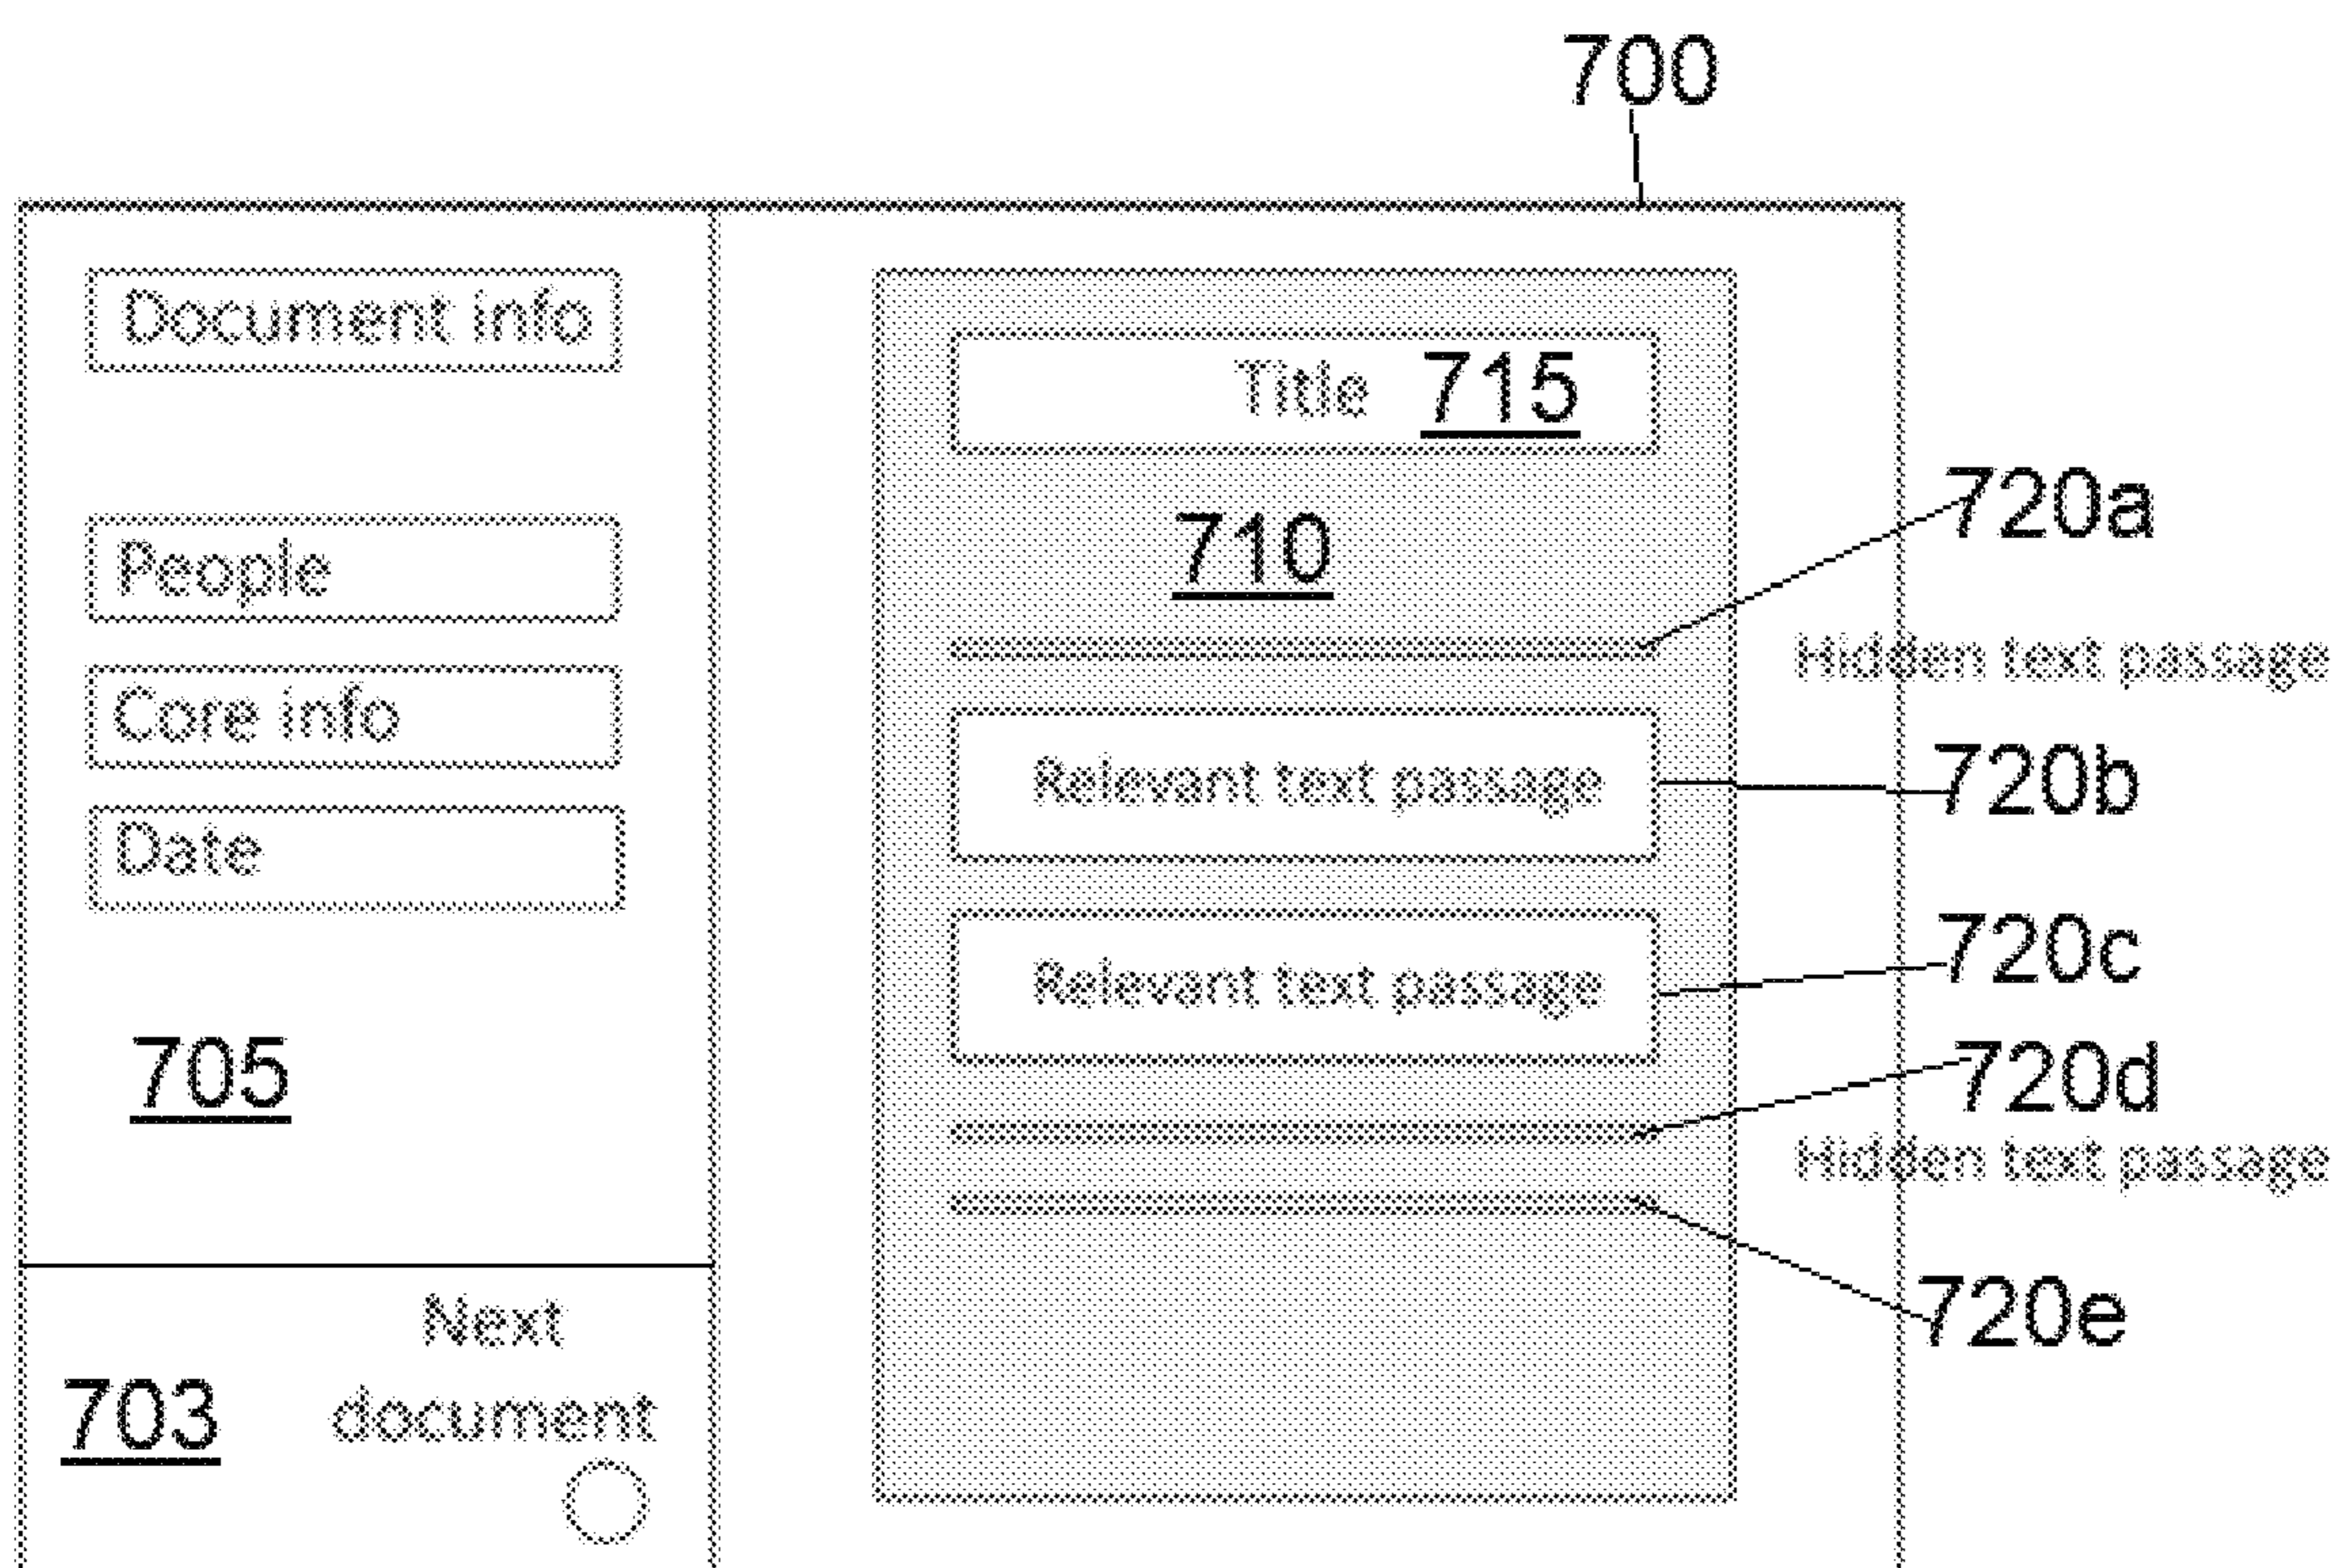 700
Document info
People
Core info
Date
705
Next
document
703
Title 715
710
720a
Hidden text passage
Relevant text passage
720b
Relevant text passage
720c
720d
Hidden text passage
720e